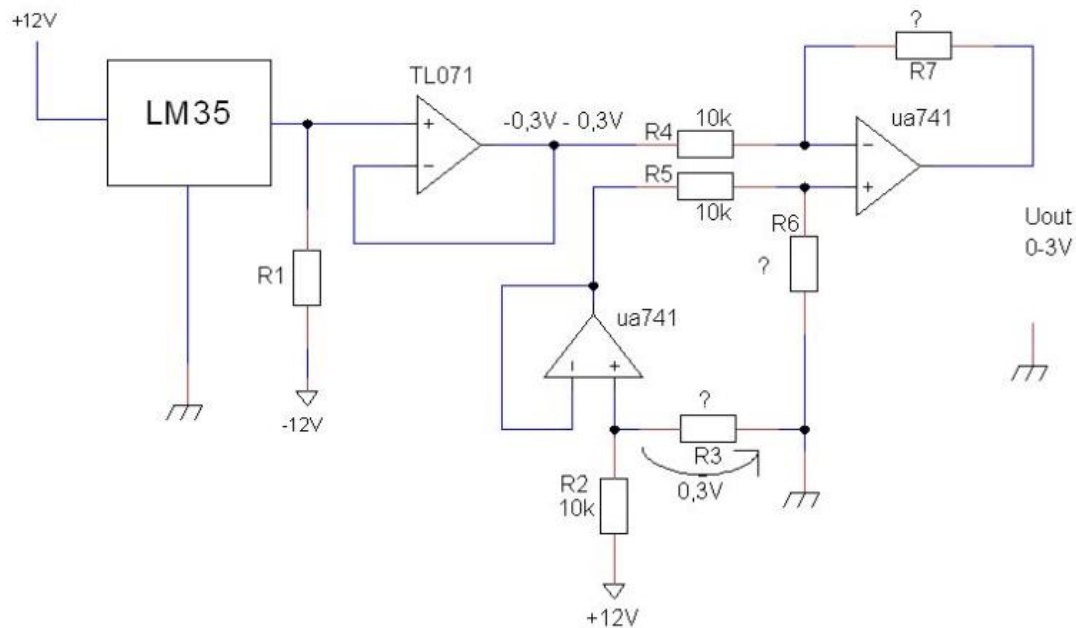 +12V
LM35
TL071
+
−
-0,3V - 0,3V
R1
-12V
R4
10k
R5
10k
?
R7
ua741
−
+
R6
?
Uout
0-3V
ua741
−
+
?
R3
0,3V
R2
10k
+12V